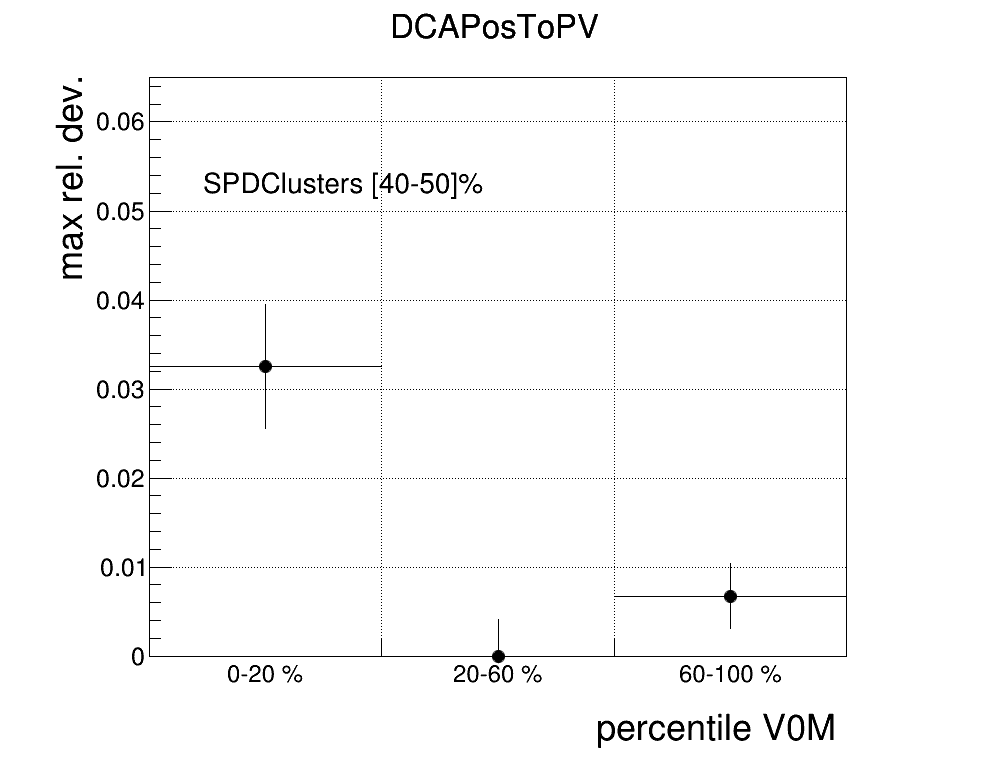 DCAPosToPV
max rel. dev.
0.06
SPDClusters [40-50]%
0.05
0.04
0.03
0.02
0.01
0
0-20 %
20-60 %
60-100 %
percentile V0M